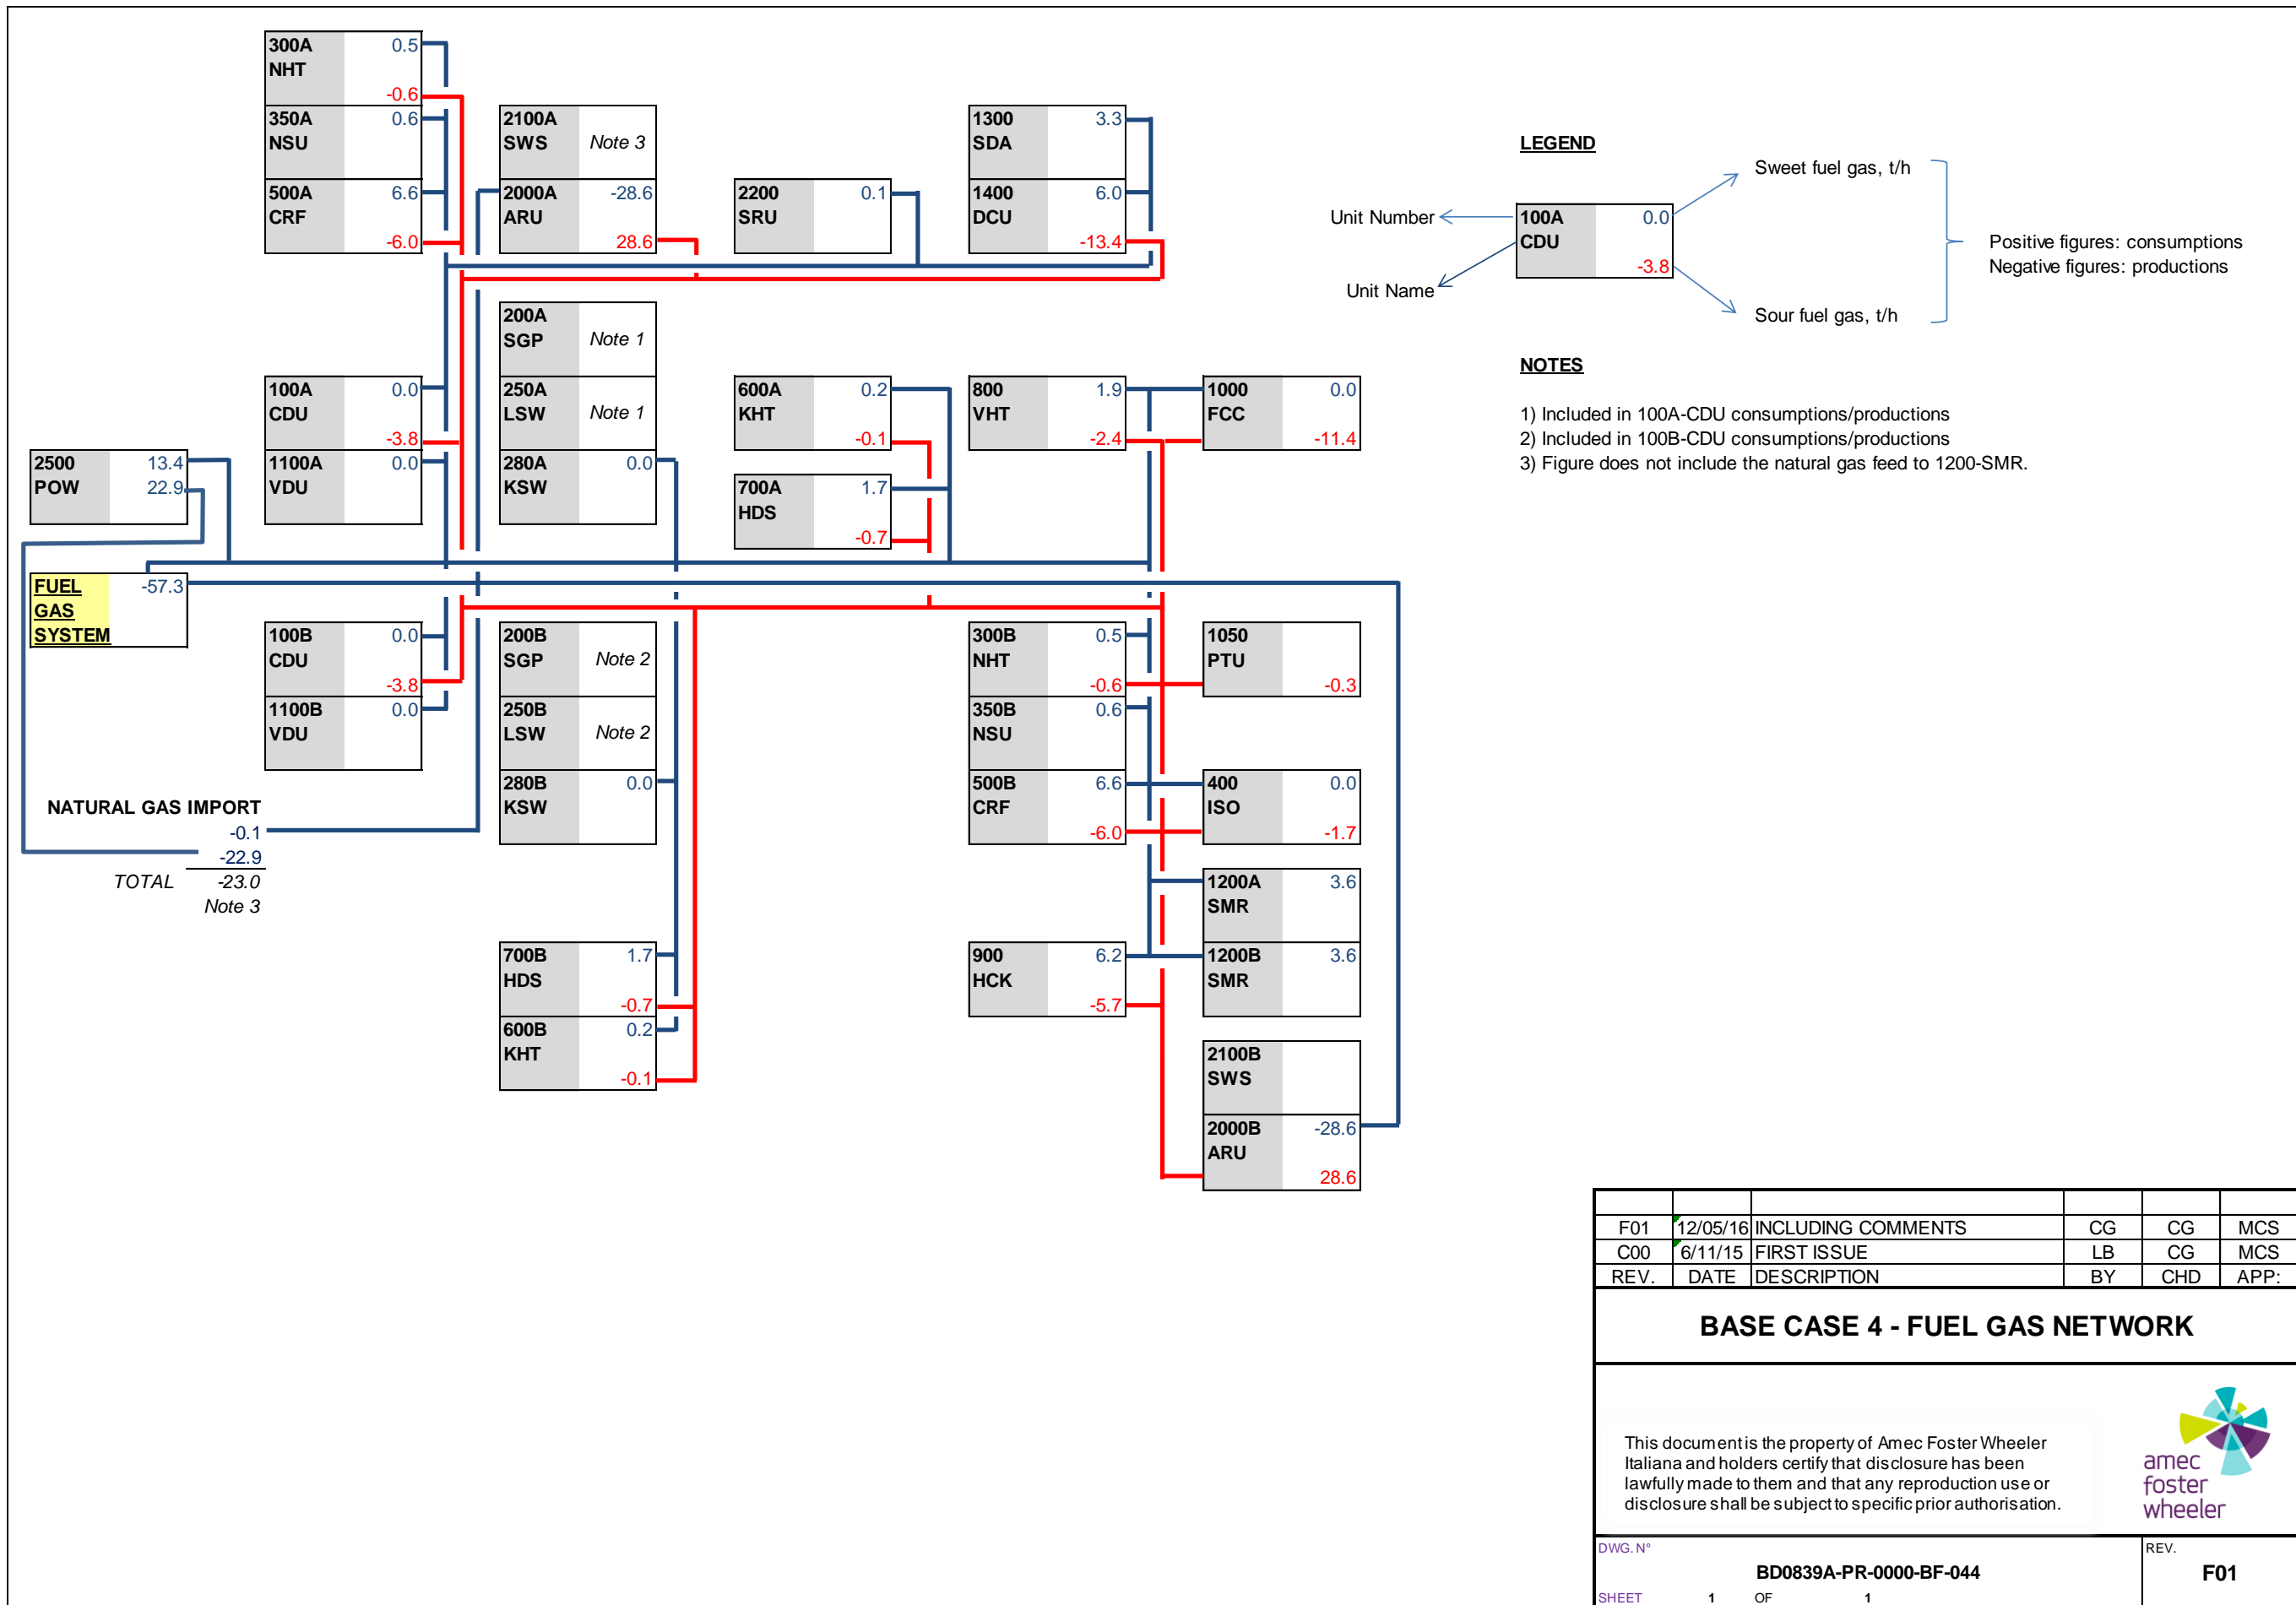 300A 0.5
NHT
-0.6
350A 0.6
NSU
500A 6.6
CRF
-6.0
2100A
SWS Note 3
2000A -28.6
ARU
28.6
2200 0.1
SRU
1300 3.3
SDA
1400 6.0
DCU
-13.4
LEGEND
Sweet fuel gas, t/h
Unit Number
100A 0.0
CDU
-3.8
Positive figures: consumptions
Negative figures: productions
Unit Name
Sour fuel gas, t/h
NOTES
1) Included in 100A-CDU consumptions/productions
2) Included in 100B-CDU consumptions/productions
3) Figure does not include the natural gas feed to 1200-SMR.
200A
SGP Note 1
250A
LSW Note 1
280A 0.0
KSW
100A 0.0
CDU
-3.8
1100A 0.0
VDU
600A 0.2
KHT
-0.1
700A 1.7
HDS
-0.7
800 1.9
VHT
-2.4
1000 0.0
FCC
-11.4
2500 13.4
POW 22.9
FUEL -57.3
GAS
SYSTEM
100B 0.0
CDU
-3.8
1100B 0.0
VDU
200B
SGP Note 2
250B
LSW Note 2
280B 0.0
KSW
300B 0.5
NHT
-0.6
350B 0.6
NSU
500B 6.6
CRF
-6.0
1050
PTU
-0.3
400 0.0
ISO
-1.7
NATURAL GAS IMPORT
-0.1
-22.9
TOTAL -23.0
Note 3
1200A 3.6
SMR
1200B 3.6
SMR
700B 1.7
HDS
-0.7
600B 0.2
KHT
-0.1
900 6.2
HCK
-5.7
2100B
SWS
2000B -28.6
ARU
28.6
F01 12/05/16 INCLUDING COMMENTS CG CG MCS
C00 6/11/15 FIRST ISSUE LB CG MCS
REV. DATE DESCRIPTION BY CHD APP:
BASE CASE 4 - FUEL GAS NETWORK
This document is the property of Amec Foster Wheeler
Italiana and holders certify that disclosure has been
lawfully made to them and that any reproduction use or
disclosure shall be subject to specific prior authorisation.
amec
foster
wheeler
DWG. N° REV.
BD0839A-PR-0000-BF-044 F01
SHEET 1 OF 1